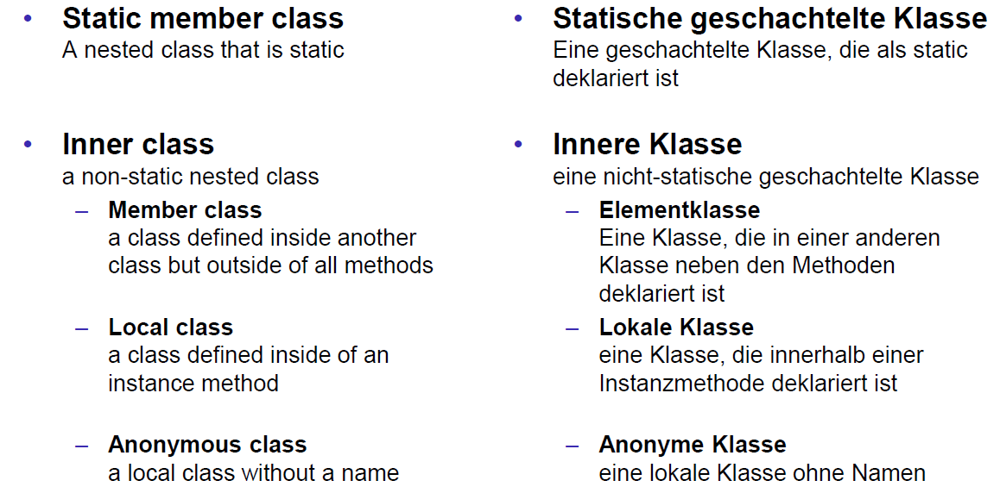 • Static member class
A nested class that is static
• Inner class
a non-static nested class
– Member class
a class defined inside another
class but outside of all methods
– Local class
a class defined inside of an
instance method
– Anonymous class
a local class without a name
• Statische geschachtelte Klasse
Eine geschachtelte Klasse, die als static
deklariert ist
• Innere Klasse
eine nicht-statische geschachtelte Klasse
– Elementklasse
Eine Klasse, die in einer anderen
Klasse neben den Methoden
deklariert ist
– Lokale Klasse
eine Klasse, die innerhalb einer
Instanzmethode deklariert ist
– Anonyme Klasse
eine lokale Klasse ohne Namen